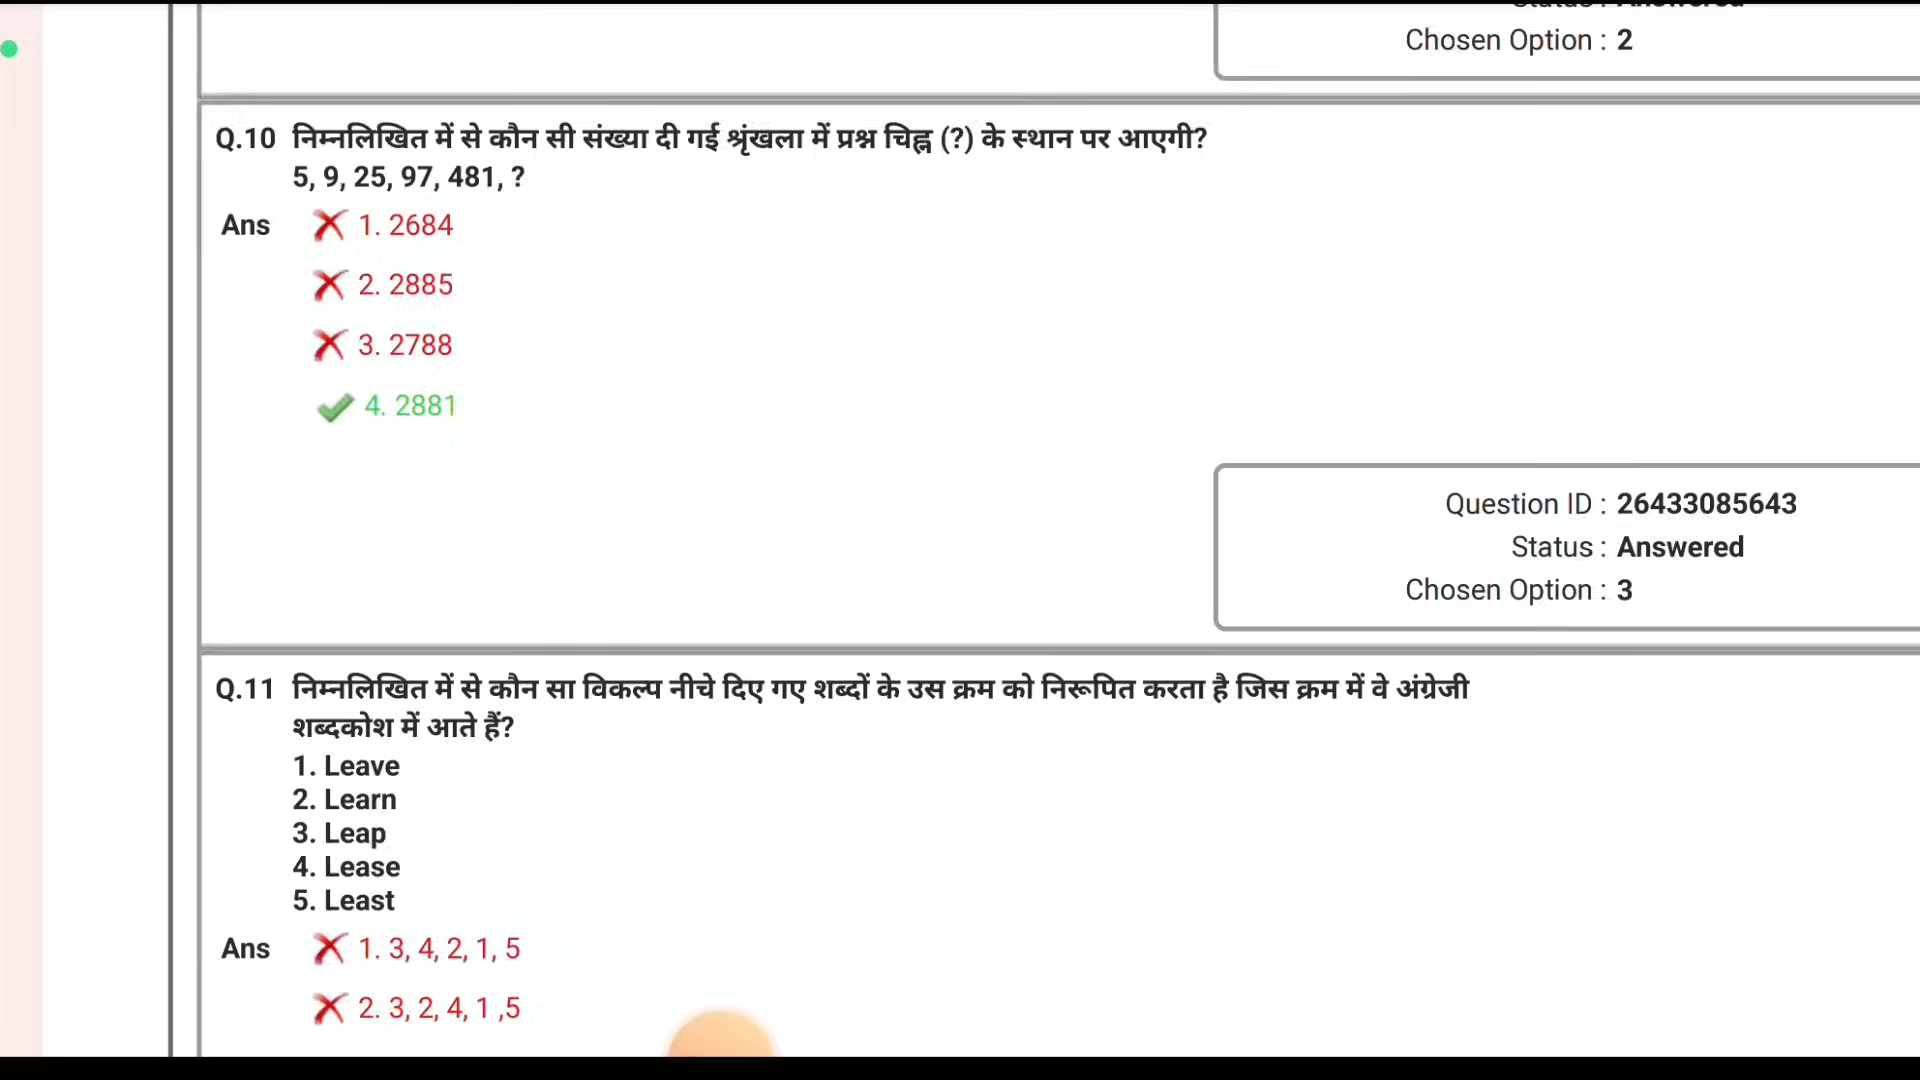 Chosen Option : 2
Q.10 निम्नलिखित में से कौन सी संख्या दी गई श्रृंखला में प्रश्न चिह्न (?) के स्थान पर आएगी?
5, 9, 25, 97, 481, ?
Ans 1. 2684
2. 2885
3. 2788
4. 2881
Question ID : 26433085643
Status : Answered
Chosen Option : 3
Q.11 निम्नलिखित में से कौन सा विकल्प नीचे दिए गए शब्दों के उस क्रम को निरूपित करता है जिस क्रम में वे अंग्रेजी
शब्दकोश में आते हैं?
1. Leave
2. Learn
3. Leap
4. Lease
5. Least
Ans 1. 3, 4, 2, 1, 5
2. 3, 2, 4, 1 ,5